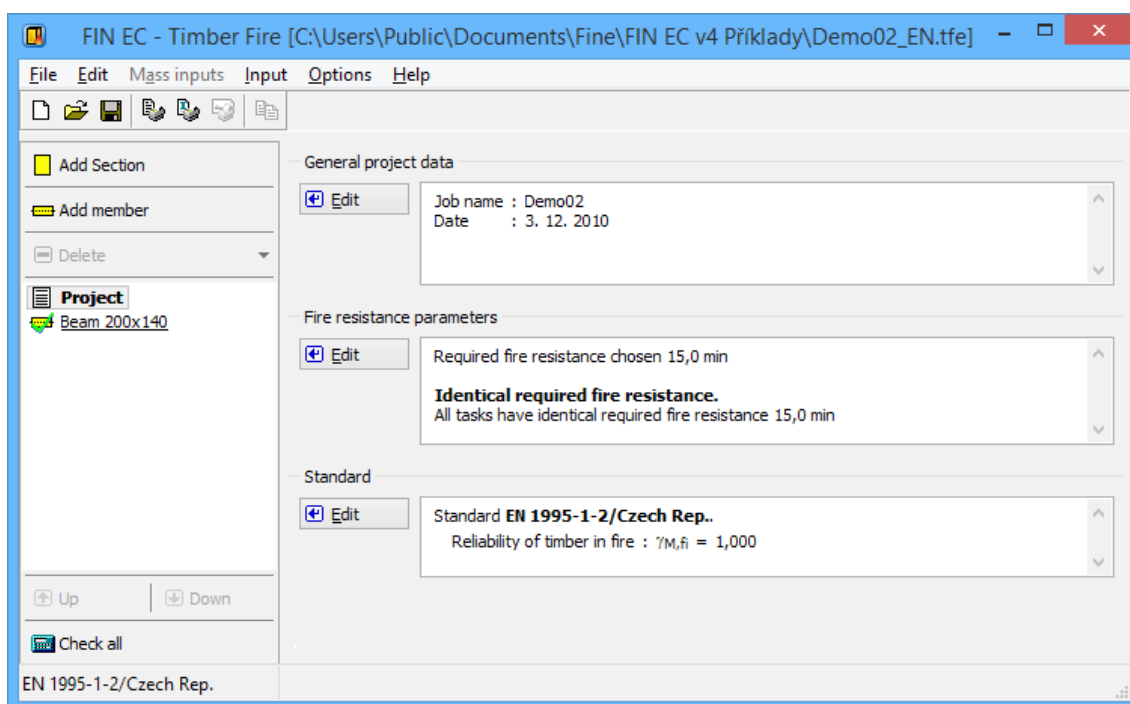 FIN EC - Timber Fire [C:\Users\Public\Documents\Fine\FIN EC v4 Příklady\Demo02_EN.tfe]
File Edit Mass inputs Input Options Help
Add Section
Add member
Delete
Project
Beam 200x140
Up Down
Check all
General project data
Edit
Job name : Demo02
Date : 3. 12. 2010
Fire resistance parameters
Edit
Required fire resistance chosen 15,0 min
Identical required fire resistance.
All tasks have identical required fire resistance 15,0 min
Standard
Edit
Standard EN 1995-1-2/Czech Rep..
Reliability of timber in fire : γM,fi = 1,000
EN 1995-1-2/Czech Rep.